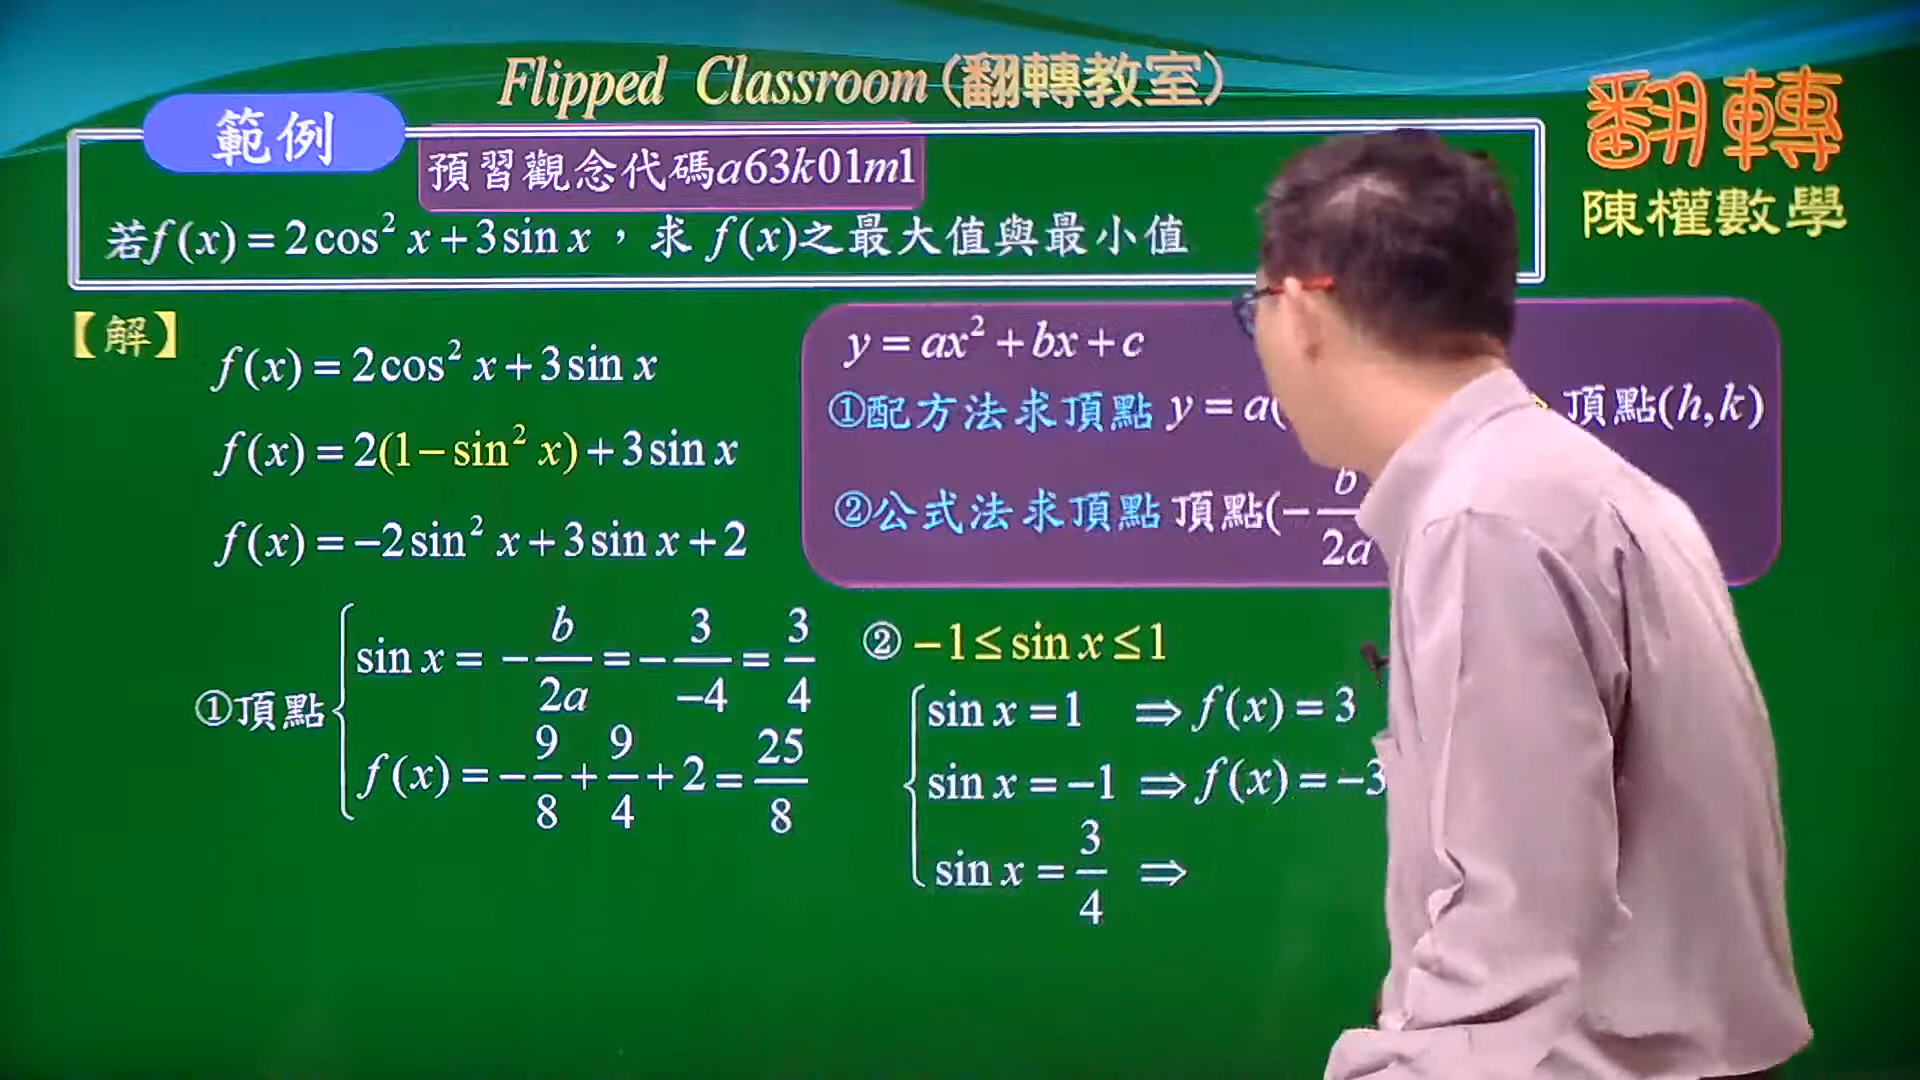 Flipped Classroom(翻轉教室)
翻轉
陳權數學
範例
預習觀念代碼a63k01m1
若f(x)=2cos² x+3sin x,求 f(x)之最大值與最小值
【解】
f(x)=2cos² x+3sin x
f(x)=2(1−sin² x)+3sin x
f(x)=−2sin² x+3sin x+2
①頂點
sin x= −b/2a=−3/−4=3/4
f(x)=−9/8+9/4+2=25/8
y=ax²+bx+c
①配方法求頂點 y=a( 頂點(h,k)
②公式法求頂點 頂點(−b/2a
② −1≤sin x≤1
sin x=1 ⇒f(x)=3
sin x=−1 ⇒f(x)=−3
sin x=3/4 ⇒